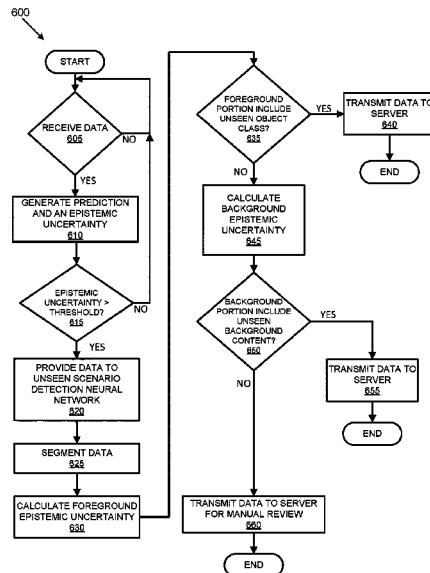 600
START
RECEIVE DATA
605
NO
YES
GENERATE PREDICTION
AND AN EPISTEMIC
UNCERTAINTY
610
EPISTEMIC
UNCERTAINTY >
THRESHOLD?
615
NO
YES
PROVIDE DATA TO
UNSEEN SCENARIO
DETECTION NEURAL
NETWORK
620
SEGMENT DATA
625
CALCULATE FOREGROUND
EPISTEMIC UNCERTAINTY
630
FOREGROUND
PORTION INCLUDE
UNSEEN OBJECT
CLASS?
635
YES
TRANSMIT DATA TO
SERVER
640
END
NO
CALCULATE
BACKGROUND
EPISTEMIC
UNCERTAINTY
645
BACKGROUND
PORTION INCLUDE
UNSEEN
BACKGROUND
CONTENT?
650
YES
TRANSMIT DATA TO
SERVER
655
END
NO
TRANSMIT DATA TO SERVER
FOR MANUAL REVIEW
660
END